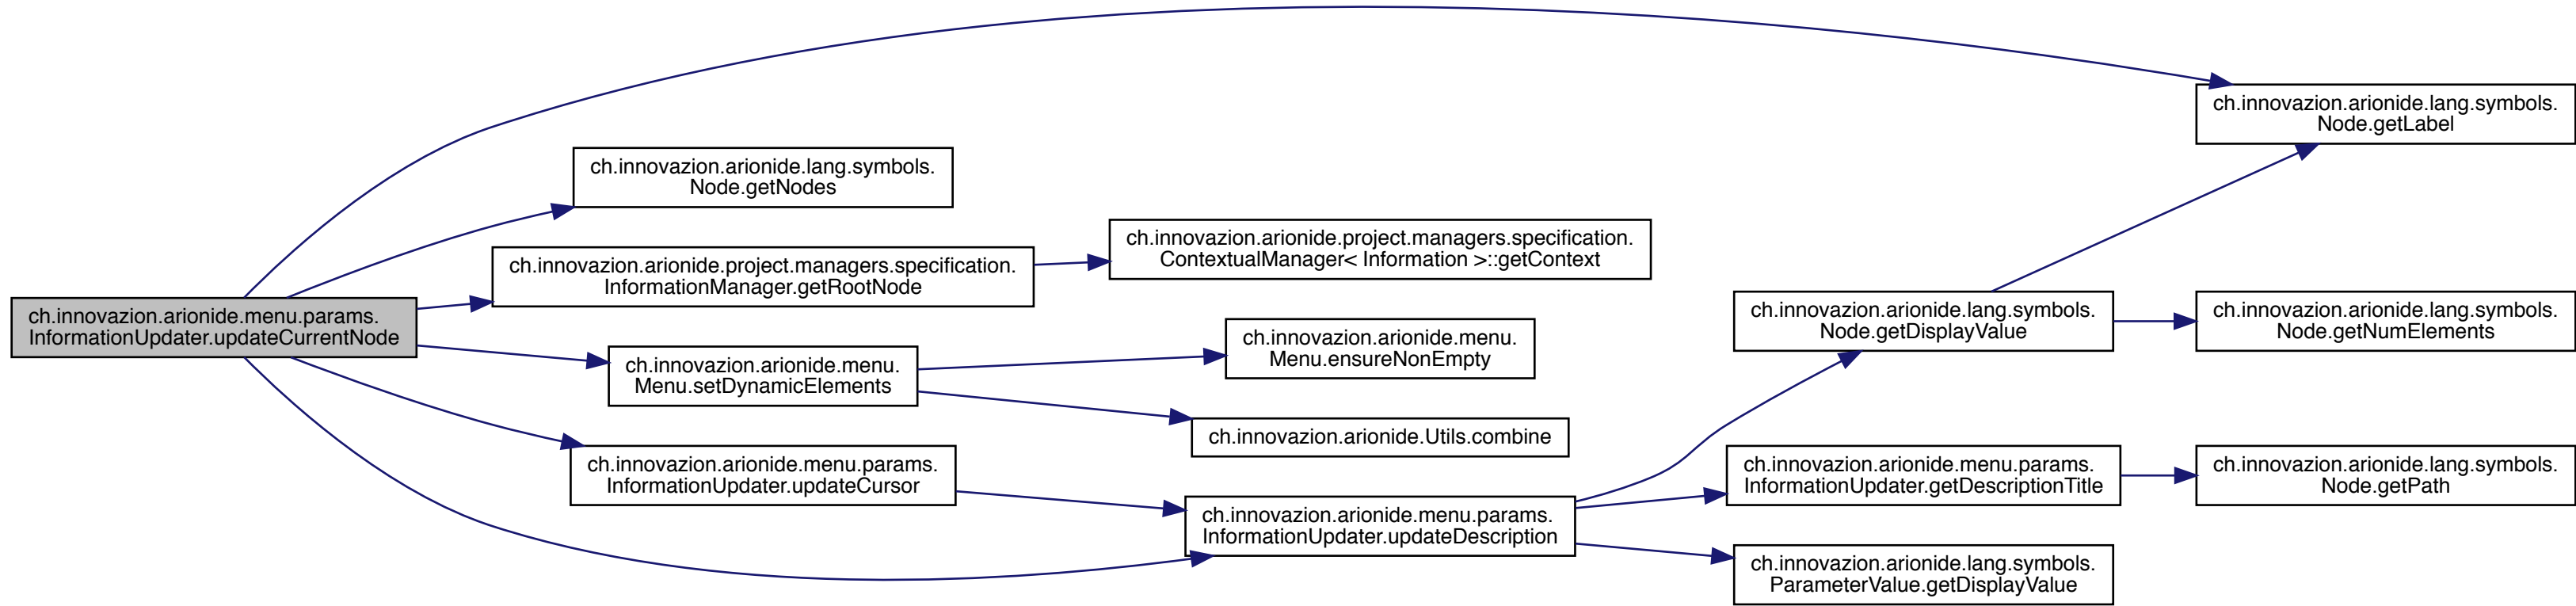 ch.innovazion.arionide.menu.params.
InformationUpdater.updateCurrentNode
ch.innovazion.arionide.lang.symbols.
Node.getNodes
ch.innovazion.arionide.project.managers.specification.
InformationManager.getRootNode
ch.innovazion.arionide.menu.
Menu.setDynamicElements
ch.innovazion.arionide.menu.params.
InformationUpdater.updateCursor
ch.innovazion.arionide.project.managers.specification.
ContextualManager< Information >::getContext
ch.innovazion.arionide.menu.
Menu.ensureNonEmpty
ch.innovazion.arionide.Utils.combine
ch.innovazion.arionide.menu.params.
InformationUpdater.updateDescription
ch.innovazion.arionide.lang.symbols.
Node.getDisplayValue
ch.innovazion.arionide.menu.params.
InformationUpdater.getDescriptionTitle
ch.innovazion.arionide.lang.symbols.
ParameterValue.getDisplayValue
ch.innovazion.arionide.lang.symbols.
Node.getLabel
ch.innovazion.arionide.lang.symbols.
Node.getNumElements
ch.innovazion.arionide.lang.symbols.
Node.getPath